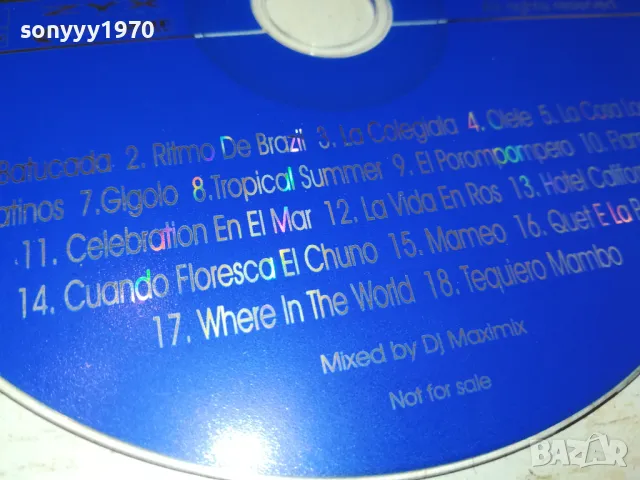 sonyyy1970
All rights reserved.
Batucada 2. Ritmo De Brazil 3. La Colegiala 4. Olele 5. La Casa
7.Gigolo 8.Tropical Summer 9. El Porompompero 10.
11. Celebration En El Mar 12. La Vida En Ros 13. Hotel
14. Cuando Floresca El Chuno 15. Mameo 16. Quet E La
17. Where In The World 18. Tequiero Mambo
Mixed by Dj Maximix
Not for sale
BAZAR